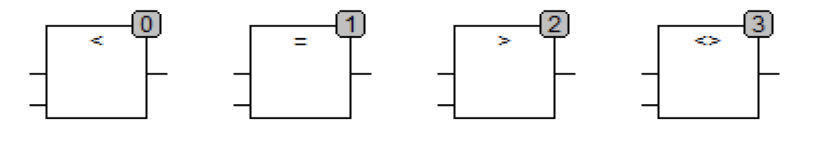 0 1 2 3
< = > <>